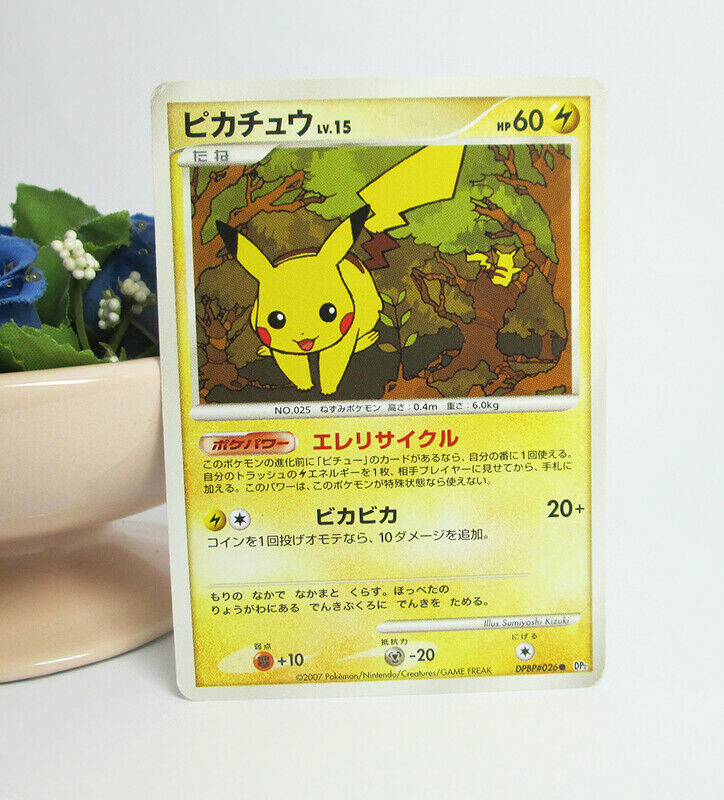 ピカチュウ LV.15 HP60
たね
NO.025 ねずみポケモン 高さ:0.4m 重さ:6.0kg
ポケパワー エレリサイクル
このポケモンの進化前に「ピチュー」のカードがあるなら、自分の番に1回使える。
自分のトラッシュのエネルギーを1枚、相手プレイヤーに見せてから、手札に
加える。このパワーは、このポケモンが特殊状態なら使えない。
ビカビカ 20+
コインを1回投げオモテなら、10ダメージを追加。
もりの なかで なかまと くらす。ほっぺたの
りょうがわにある でんきぶくろに でんきを ためる。
Illus. Sumiyoshi Kizuki
弱点 +10 抵抗力 -20 にげる
©2007 Pokémon/Nintendo/Creatures/GAME FREAK DPBP#026 DP2